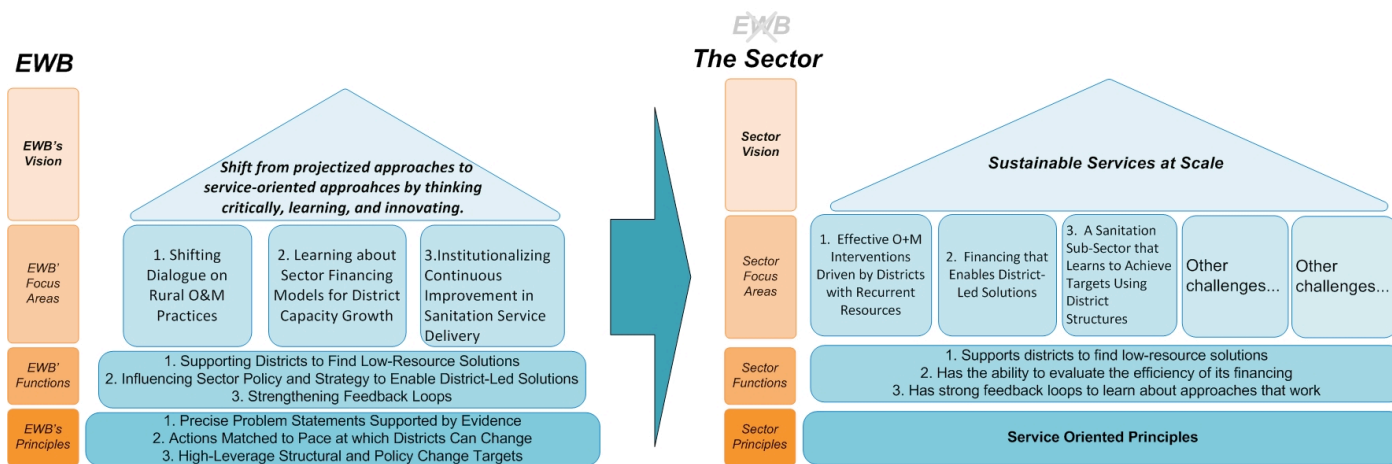 EWB
EWB's
Vision
Shift from projectized approaches to
service-oriented approahces by thinking
critically, learning, and innovating.
EWB'
Focus
Areas
1. Shifting
Dialogue on
Rural O&M
Practices
2. Learning about
Sector Financing
Models for District
Capacity Growth
3.Institutionalizing
Continuous
Improvement in
Sanitation Service
Delivery
EWB'
Functions
1. Supporting Districts to Find Low-Resource Solutions
2. Influencing Sector Policy and Strategy to Enable District-Led Solutions
3. Strengthening Feedback Loops
EWB's
Principles
1. Precise Problem Statements Supported by Evidence
2. Actions Matched to Pace at which Districts Can Change
3. High-Leverage Structural and Policy Change Targets
EWB
The Sector
Sector
Vision
Sustainable Services at Scale
Sector
Focus
Areas
1. Effective O+M
Interventions
Driven by Districts
with Recurrent
Resources
2. Financing that
Enables District-
Led Solutions
3. A Sanitation
Sub-Sector that
Learns to Achieve
Targets Using
District
Structures
Other
challenges...
Other
challenges...
Sector
Functions
1. Supports districts to find low-resource solutions
2. Has the ability to evaluate the efficiency of its financing
3. Has strong feedback loops to learn about approaches that work
Sector
Principles
Service Oriented Principles